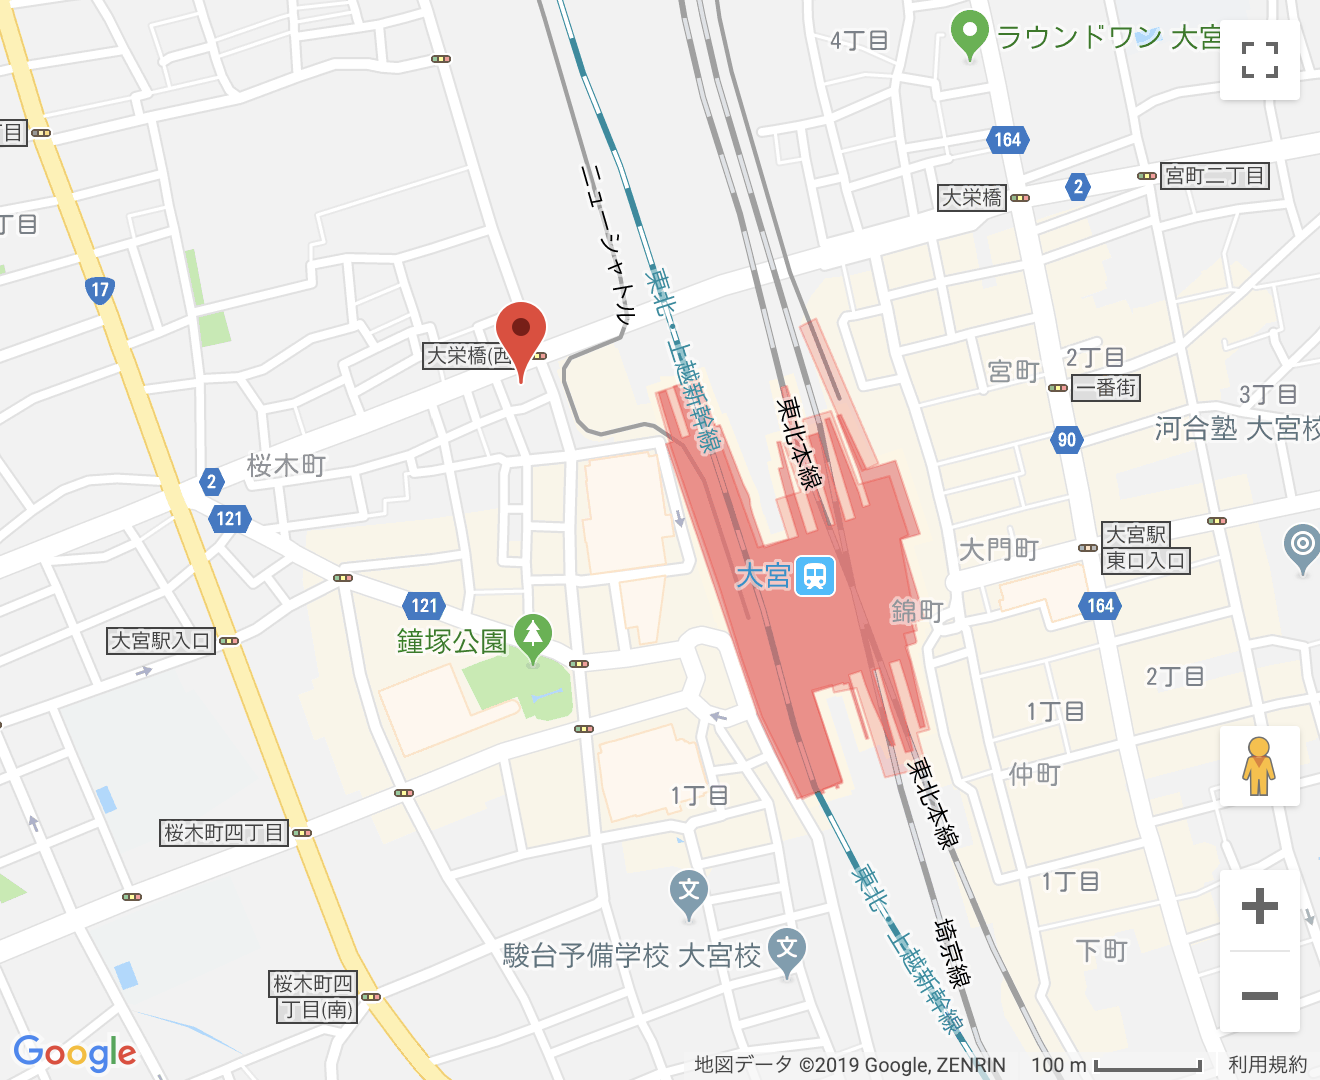 4丁目
ラウンドワン 大宮
164
丁目
2
宮町二丁目
大栄橋
丁目
17
ニューシャトル
東北・上越新幹線
大栄橋(西
宮町
2丁目
一番街
3丁目
河合塾 大宮校
東北本線
90
桜木町
2
121
大宮駅
東口入口
大門町
大宮
121
錦町
164
大宮駅入口
鐘塚公園
2丁目
1丁目
仲町
1丁目
桜木町四丁目
東北本線
1丁目
東北・上越新幹線
埼京線
下町
駿台予備学校 大宮校
桜木町四
丁目(南)
Google
地図データ ©2019 Google, ZENRIN
100 m
利用規約